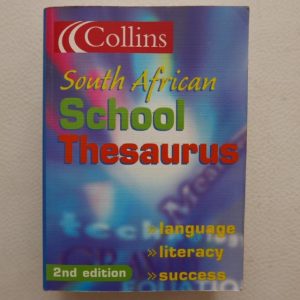 Collins
South African
School
Thesaurus
»language
»literacy
»success
2nd edition